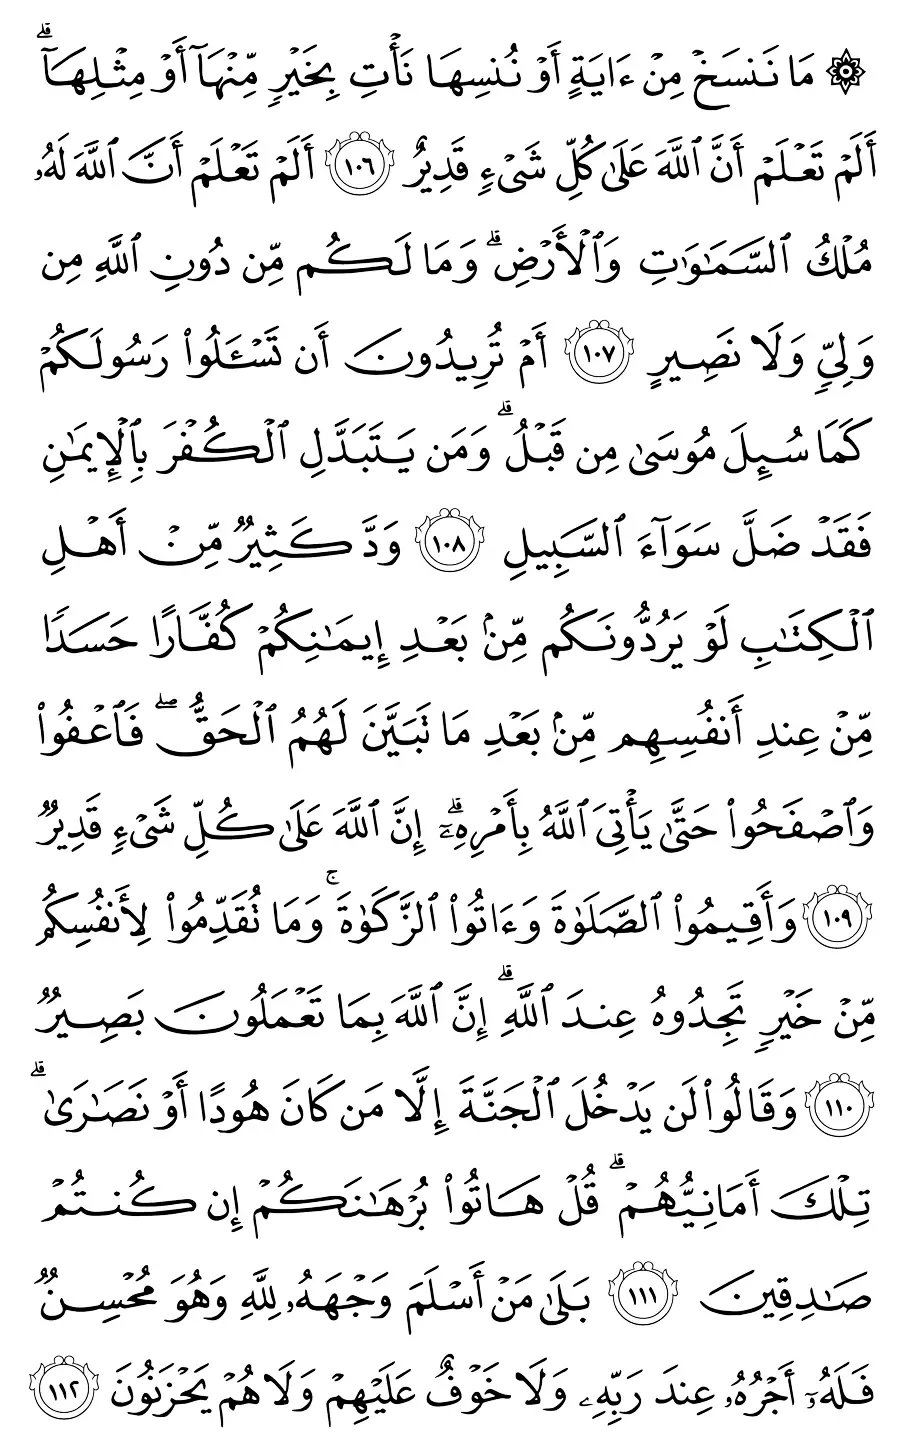 ۞ مَا نَنسَخۡ مِنۡ ءَايَةٍ أَوۡ نُنسِهَا نَأۡتِ بِخَيۡرٖ مِّنۡهَآ أَوۡ مِثۡلِهَآۗ
أَلَمۡ تَعۡلَمۡ أَنَّ ٱللَّهَ عَلَىٰ كُلِّ شَيۡءٖ قَدِيرٌ ١٠٦ أَلَمۡ تَعۡلَمۡ أَنَّ ٱللَّهَ لَهُۥ
مُلۡكُ ٱلسَّمَٰوَٰتِ وَٱلۡأَرۡضِۗ وَمَا لَكُم مِّن دُونِ ٱللَّهِ مِن
وَلِيّٖ وَلَا نَصِيرٍ ١٠٧ أَمۡ تُرِيدُونَ أَن تَسۡـَٔلُواْ رَسُولَكُمۡ
كَمَا سُئِلَ مُوسَىٰ مِن قَبۡلُۗ وَمَن يَتَبَدَّلِ ٱلۡكُفۡرَ بِٱلۡإِيمَٰنِ
فَقَدۡ ضَلَّ سَوَآءَ ٱلسَّبِيلِ ١٠٨ وَدَّ كَثِيرٞ مِّنۡ أَهۡلِ
ٱلۡكِتَٰبِ لَوۡ يَرُدُّونَكُم مِّنۢ بَعۡدِ إِيمَٰنِكُمۡ كُفَّارًا حَسَدٗا
مِّنۡ عِندِ أَنفُسِهِم مِّنۢ بَعۡدِ مَا تَبَيَّنَ لَهُمُ ٱلۡحَقُّۖ فَٱعۡفُواْ
وَٱصۡفَحُواْ حَتَّىٰ يَأۡتِيَ ٱللَّهُ بِأَمۡرِهِۦٓۗ إِنَّ ٱللَّهَ عَلَىٰ كُلِّ شَيۡءٖ قَدِيرٞ
١٠٩ وَأَقِيمُواْ ٱلصَّلَوٰةَ وَءَاتُواْ ٱلزَّكَوٰةَۚ وَمَا تُقَدِّمُواْ لِأَنفُسِكُم
مِّنۡ خَيۡرٖ تَجِدُوهُ عِندَ ٱللَّهِۗ إِنَّ ٱللَّهَ بِمَا تَعۡمَلُونَ بَصِيرٞ
١١٠ وَقَالُواْ لَن يَدۡخُلَ ٱلۡجَنَّةَ إِلَّا مَن كَانَ هُودًا أَوۡ نَصَٰرَىٰۗ
تِلۡكَ أَمَانِيُّهُمۡۗ قُلۡ هَاتُواْ بُرۡهَٰنَكُمۡ إِن كُنتُمۡ
صَٰدِقِينَ ١١١ بَلَىٰ مَنۡ أَسۡلَمَ وَجۡهَهُۥ لِلَّهِ وَهُوَ مُحۡسِنٞ
فَلَهُۥٓ أَجۡرُهُۥ عِندَ رَبِّهِۦ وَلَا خَوۡفٌ عَلَيۡهِمۡ وَلَا هُمۡ يَحۡزَنُونَ ١١٢